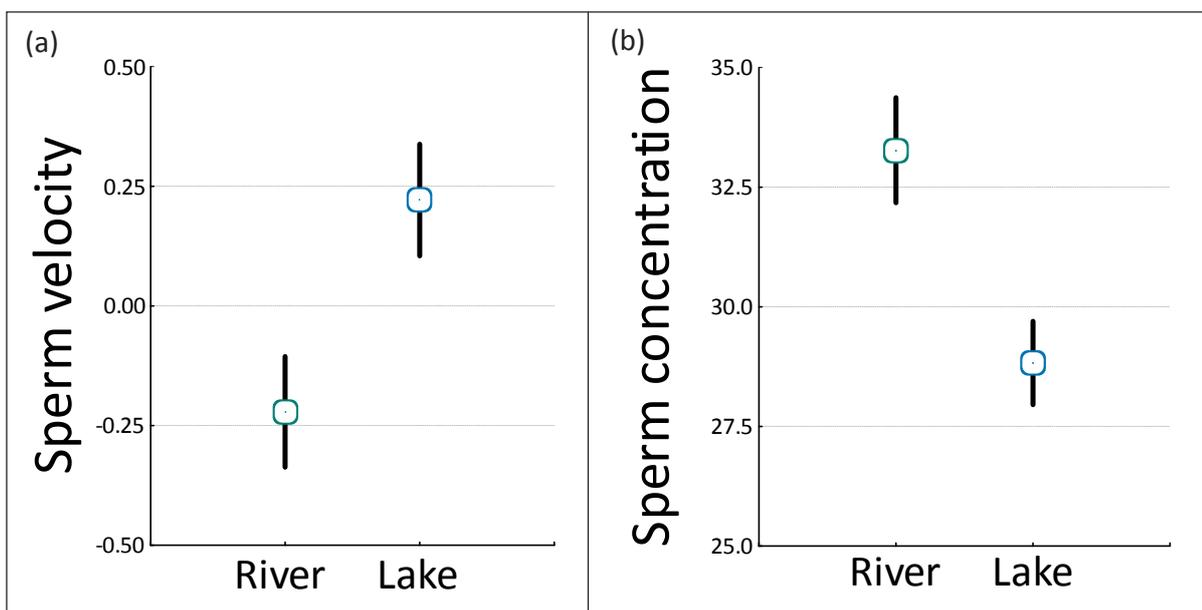 (a)
Sperm velocity
0.50
0.25
0.00
-0.25
-0.50
River
Lake
(b)
Sperm concentration
35.0
32.5
30.0
27.5
25.0
River
Lake